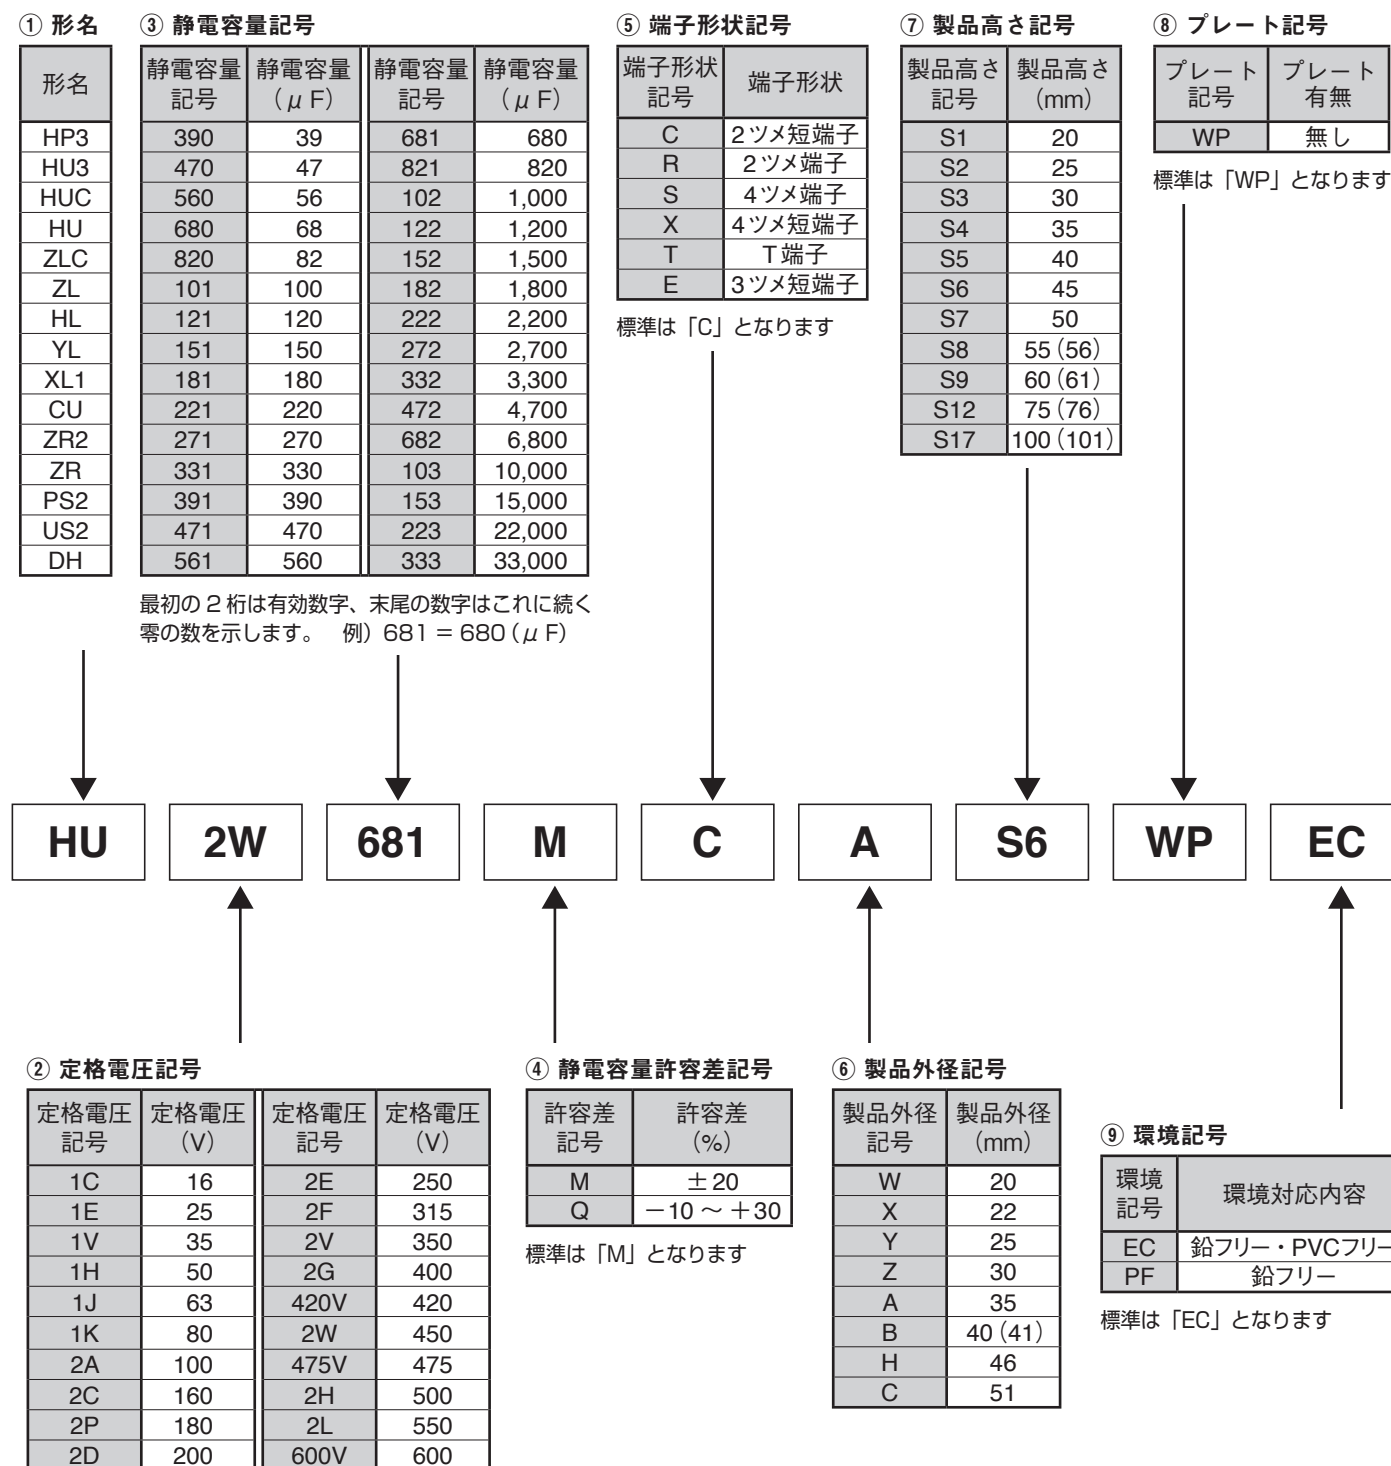 ① 形名
形名
HP3
HU3
HUC
HU
ZLC
ZL
HL
YL
XL1
CU
ZR2
ZR
PS2
US2
DH
③ 静電容量記号
静電容量記号 静電容量(μF) 静電容量記号 静電容量(μF)
390 39 681 680
470 47 821 820
560 56 102 1,000
680 68 122 1,200
820 82 152 1,500
101 100 182 1,800
121 120 222 2,200
151 150 272 2,700
181 180 332 3,300
221 220 472 4,700
271 270 682 6,800
331 330 103 10,000
391 390 153 15,000
471 470 223 22,000
561 560 333 33,000
最初の2桁は有効数字、末尾の数字はこれに続く
零の数を示します。 例)681=680(μF)
⑤ 端子形状記号
端子形状記号 端子形状
C 2ツメ短端子
R 2ツメ端子
S 4ツメ端子
X 4ツメ短端子
T T端子
E 3ツメ短端子
標準は「C」となります
⑦ 製品高さ記号
製品高さ記号 製品高さ(mm)
S1 20
S2 25
S3 30
S4 35
S5 40
S6 45
S7 50
S8 55(56)
S9 60(61)
S12 75(76)
S17 100(101)
⑧ プレート記号
プレート記号 プレート有無
WP 無し
標準は「WP」となります
HU 2W 681 M C A S6 WP EC
② 定格電圧記号
定格電圧記号 定格電圧(V) 定格電圧記号 定格電圧(V)
1C 16 2E 250
1E 25 2F 315
1V 35 2V 350
1H 50 2G 400
1J 63 420V 420
1K 80 2W 450
2A 100 475V 475
2C 160 2H 500
2P 180 2L 550
2D 200 600V 600
④ 静電容量許容差記号
許容差記号 許容差(%)
M ±20
Q −10~+30
標準は「M」となります
⑥ 製品外径記号
製品外径記号 製品外径(mm)
W 20
X 22
Y 25
Z 30
A 35
B 40(41)
H 46
C 51
⑨ 環境記号
環境記号 環境対応内容
EC 鉛フリー・PVCフリー
PF 鉛フリー
標準は「EC」となります